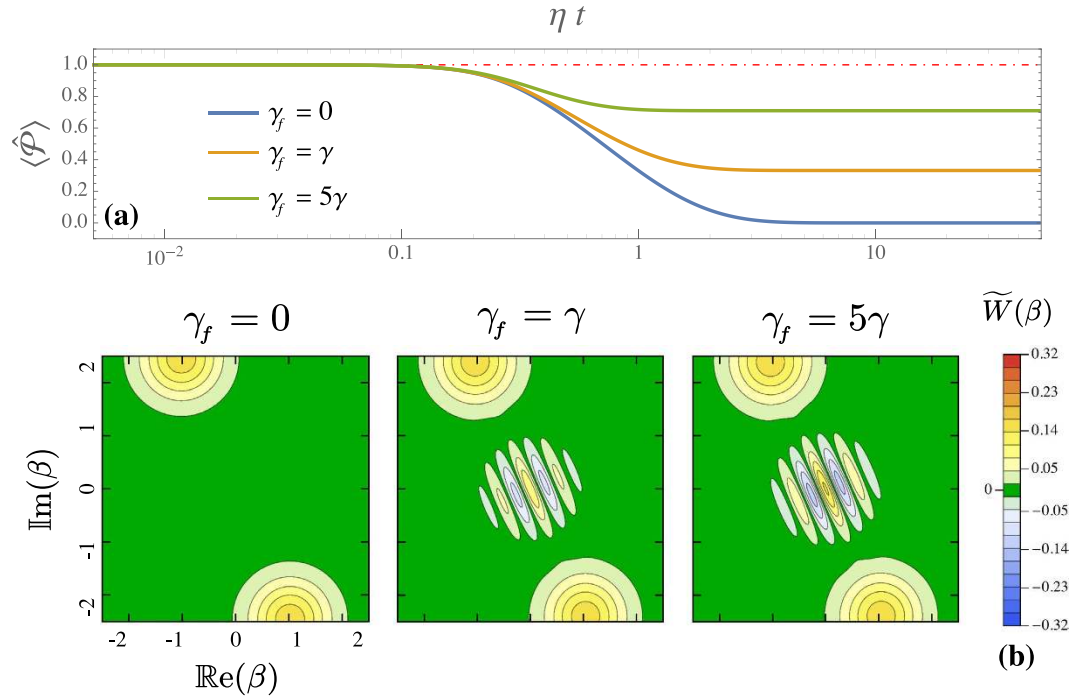 η t
⟨𝒫̂⟩
1.0
0.8
0.6
0.4
0.2
0.0
γ_f = 0
γ_f = γ
γ_f = 5γ
(a)
10⁻² 0.1 1 10
γ_f = 0 γ_f = γ γ_f = 5γ W̃(β)
𝕀m(β)
2
1
0
-1
-2
-2 -1 0 1 2
ℝe(β)
0.32
0.23
0.14
0.05
0
−0.05
−0.14
−0.23
−0.32
(b)